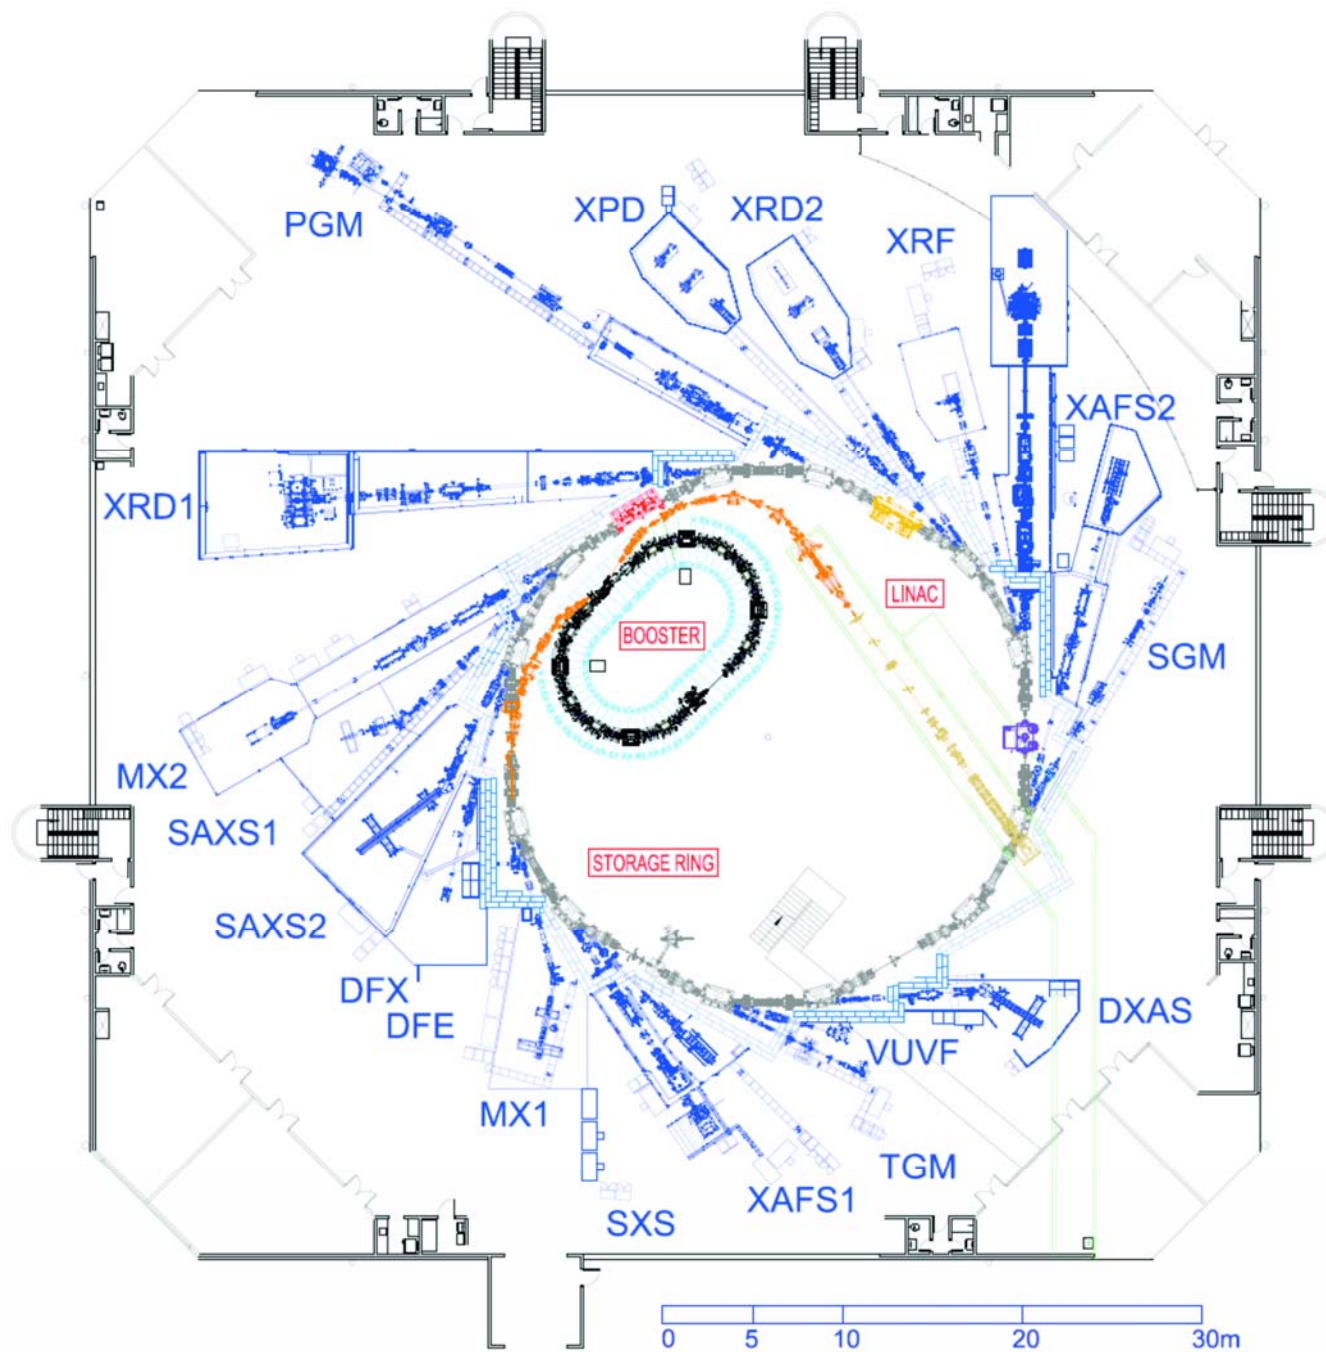 PGM
XPD
XRD2
XRF
XAFS2
XRD1
LINAC
BOOSTER
SGM
MX2
SAXS1
STORAGE RING
SAXS2
DFX
DFE
DXAS
VUVF
MX1
TGM
XAFS1
SXS
0 5 10 20 30m